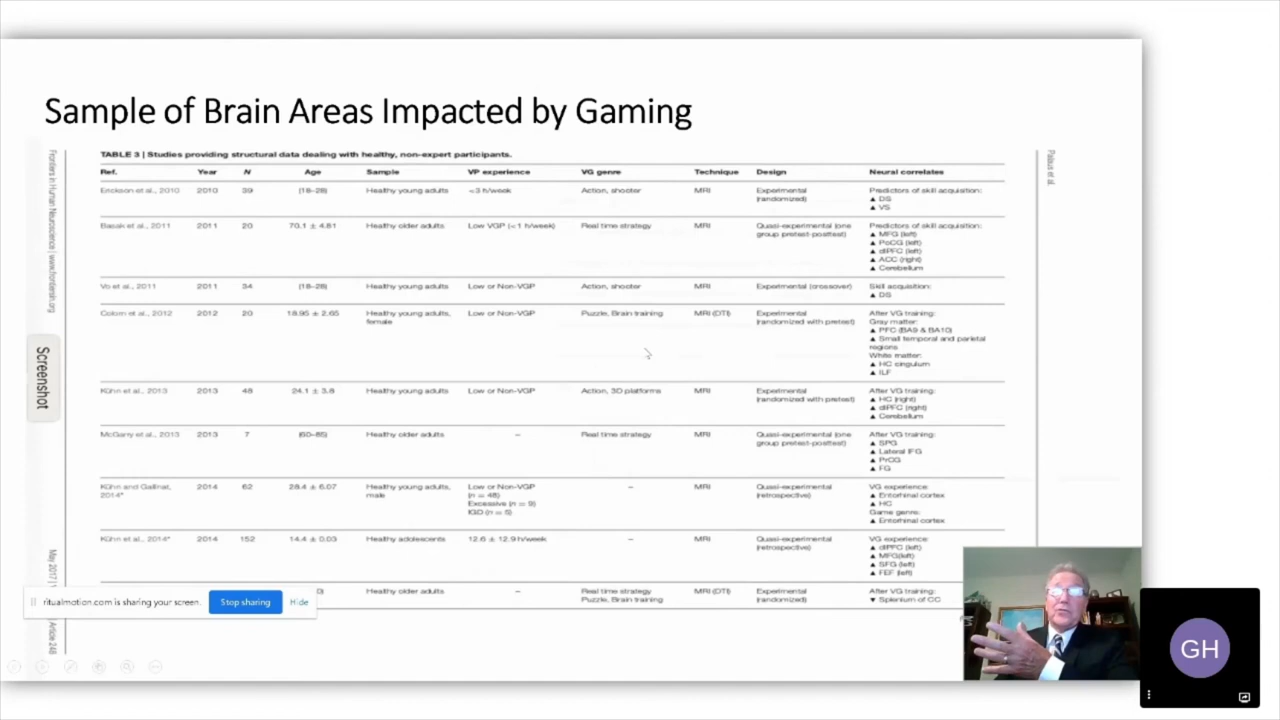 Sample of Brain Areas Impacted by Gaming
TABLE 3 | Studies providing structural data dealing with healthy, non-expert participants.
Ref. Year N Age Sample VP experience VG genre Technique Design Neural correlates
Erickson et al., 2010 2010 39 (18–28) Healthy young adults <3 h/week Action, shooter MRI Experimental Predictors of skill acquisition:
(randomized) ▲ DS
▲ VS
Basak et al., 2011 2011 20 70.1 ± 4.81 Healthy older adults Low VGP (<1 h/week) Real time strategy MRI Quasi-experimental (one Predictors of skill acquisition:
group pretest-posttest) ▲ MFG (left)
▲ PoCG (left)
▲ dlPFC (left)
▲ ACC (right)
▲ Cerebellum
Vo et al., 2011 2011 34 (18–28) Healthy young adults Low or Non-VGP Action, shooter MRI Experimental (crossover) Skill acquisition:
▲ DS
Colom et al., 2012 2012 20 18.95 ± 2.65 Healthy young adults, Low or Non-VGP Puzzle, Brain training MRI (DTI) Experimental After VG training:
female (randomized with pretest) Gray matter:
▲ PFC (BA9 & BA10)
▲ Small temporal and parietal
regions
White matter:
▲ HC cingulum
▲ ILF
Kühn et al., 2013 2013 48 24.1 ± 3.8 Healthy young adults Low or Non-VGP Action, 3D platforms MRI Experimental After VG training:
(randomized with pretest) ▲ HC (right)
▲ dlPFC (right)
▲ Cerebellum
McGarry et al., 2013 2013 7 (60–85) Healthy older adults – Real time strategy MRI Quasi-experimental (one After VG training:
group pretest-posttest) ▲ SPG
▲ Lateral IFG
▲ PrCG
▲ FG
Kühn and Gallinat, 2014 62 28.4 ± 6.07 Healthy young adults, Low or Non-VGP – MRI Quasi-experimental VG experience:
2014* male (n = 48) (retrospective) ▲ Entorhinal cortex
Excessive (n = 9) ▲ HC
IGD (n = 5) Game genre:
▲ Entorhinal cortex
Kühn et al., 2014* 2014 152 14.4 ± 0.03 Healthy adolescents 12.6 ± 12.9 h/week – MRI Quasi-experimental VG experience:
(retrospective) ▲ dlPFC (left)
▲ MFG(left)
▲ SFG (left)
▲ FEF (left)
Healthy older adults – Real time strategy MRI (DTI) Experimental After VG training:
Puzzle, Brain training (randomized) ▼ Splenium of CC
Frontiers in Human Neuroscience | www.frontiersin.org
Screenshot
May 2017 |
Article 248
Palaus et al.
ritualmotion.com is sharing your screen. Stop sharing Hide
GH